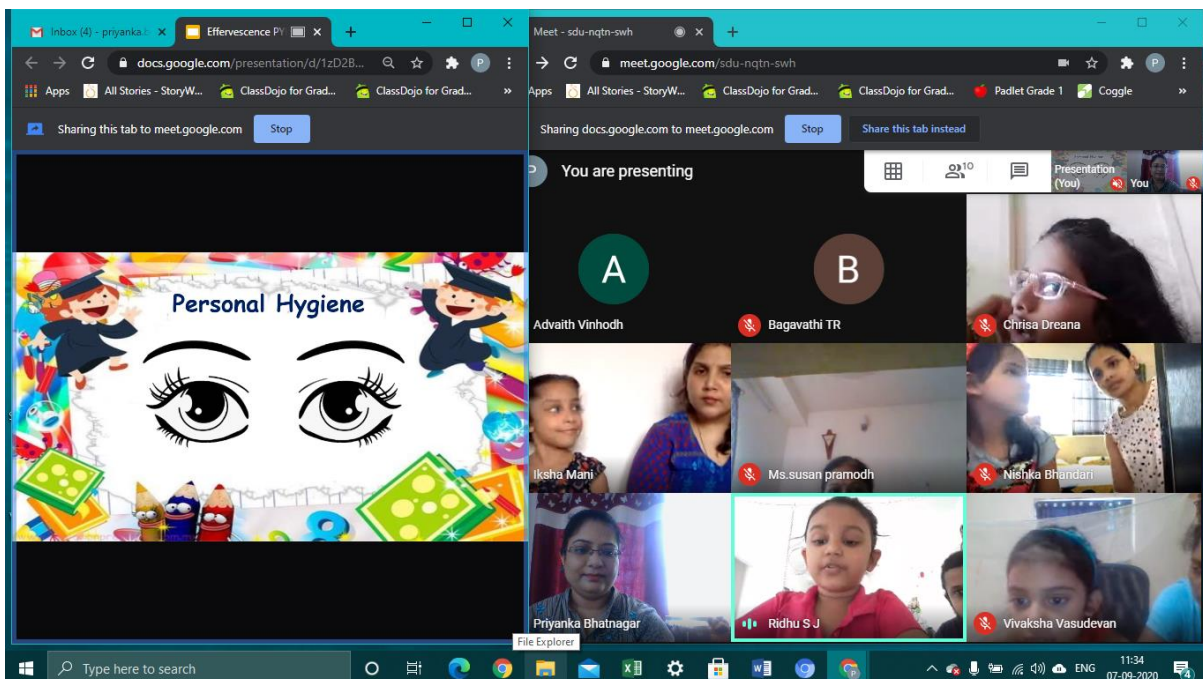 Inbox (4) - priyanka.b
Effervescence PY
docs.google.com/presentation/d/1zD2B...
Apps All Stories - StoryW... ClassDojo for Grad... ClassDojo for Grad... »
Sharing this tab to meet.google.com Stop
Personal Hygiene
Meet - sdu-nqtn-swh
meet.google.com/sdu-nqtn-swh
Apps All Stories - StoryW... ClassDojo for Grad... ClassDojo for Grad... Padlet Grade 1 Coggle »
Sharing docs.google.com to meet.google.com Stop Share this tab instead
P You are presenting
10
Presentation
(You)
You
A
B
Advaith Vinhodh
Bagavathi TR
Chrisa Dreana
Iksha Mani
Ms.susan pramodh
Nishka Bhandari
Priyanka Bhatnagar
Ridhu S J
Vivaksha Vasudevan
File Explorer
Type here to search
ENG
11:34
07-09-2020
4